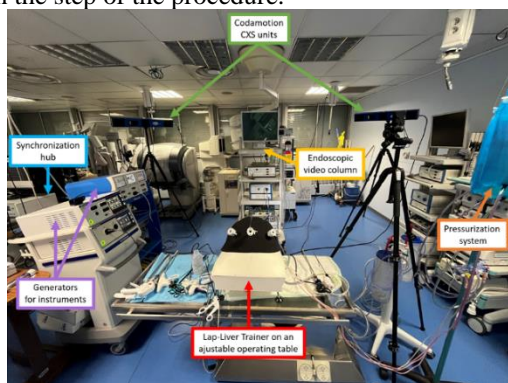 n the step of the procedure.
Codamotion
CXS units
Synchronization
hub
Endoscopic
video column
Pressurization
system
Generators
for instruments
Lap-Liver Trainer on an
ajustable operating table